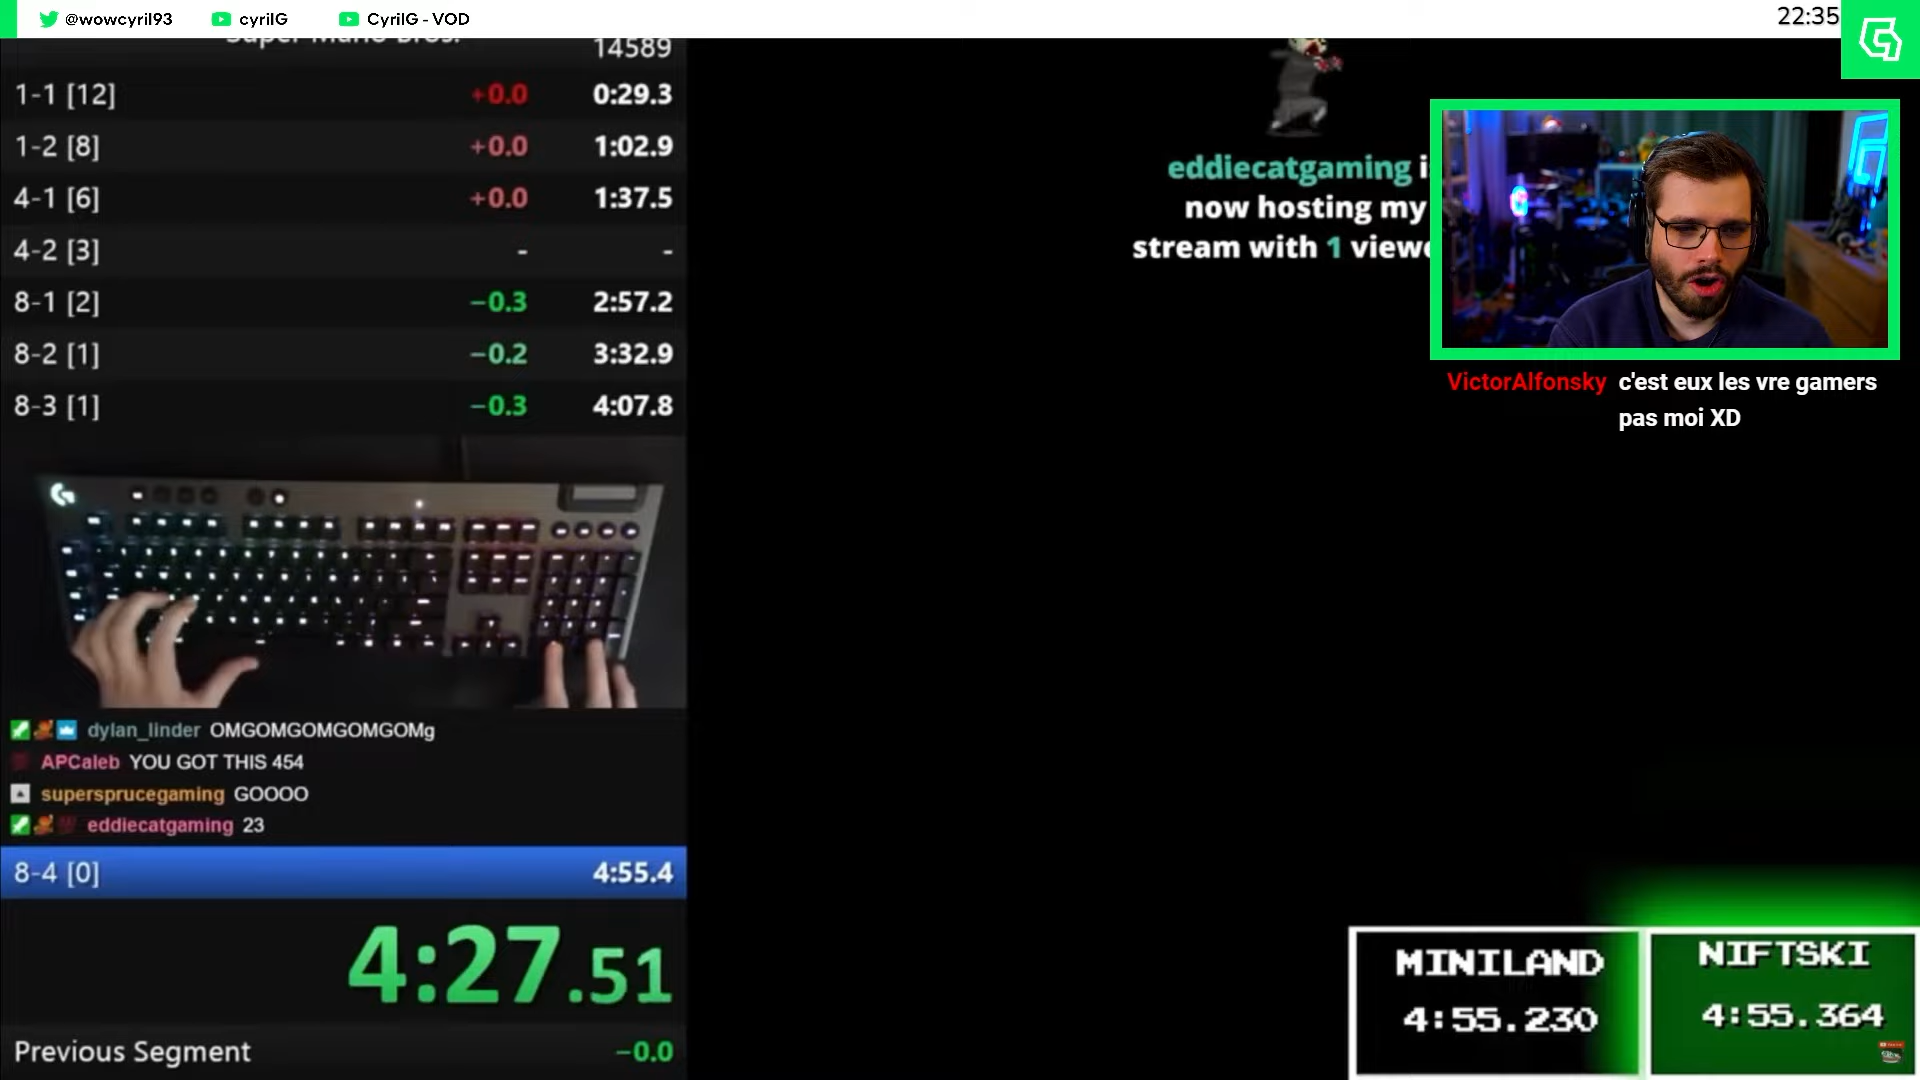 @wowcyril93 cyrilG CyrilG - VOD 22:35
Super Mario Bros.
14589
1-1 [12] +0.0 0:29.3
1-2 [8] +0.0 1:02.9
4-1 [6] +0.0 1:37.5
4-2 [3] - -
8-1 [2] −0.3 2:57.2
8-2 [1] −0.2 3:32.9
8-3 [1] −0.3 4:07.8
eddiecatgaming
now hosting my
stream with 1
VictorAlfonsky c'est eux les vre gamers
pas moi XD
dylan_linder OMGOMGOMGOMGOMg
APCaleb YOU GOT THIS 454
supersprucegaming GOOOO
eddiecatgaming 23
8-4 [0] 4:55.4
4:27.51
Previous Segment −0.0
MINILAND
4:55.230
NIFTSKI
4:55.364